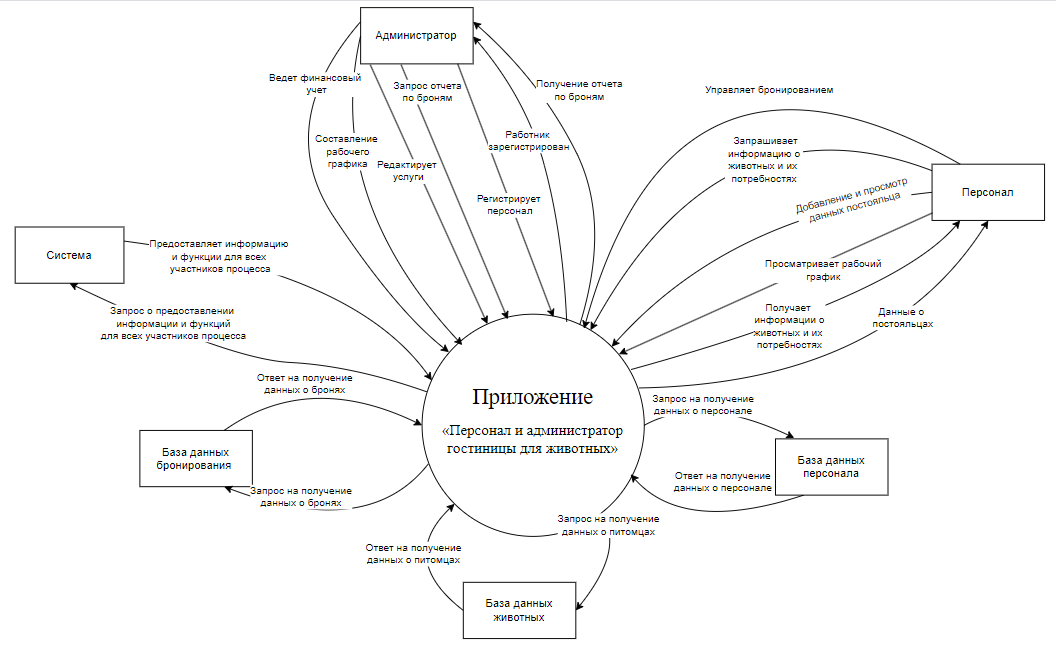 Администратор
Ведет финансовый
учет
Запрос отчета
по броням
Получение отчета
по броням
Управляет бронированием
Составление
рабочего
графика
Редактирует
услуги
Работник
зарегистрирован
Запрашивает
информацию о
животных и их
потребностях
Персонал
Регистрирует
персонал
Добавление и просмотр
данных постояльца
Система
Предоставляет информацию
и функции для всех
участников процесса
Просматривает рабочий
график
Запрос о предоставлении
информации и функций
для всех участников процесса
Получает
информации о
животных и их
потребностях
Данные о
постояльцах
Ответ на получение
данных о бронях
Приложение
«Персонал и администратор
гостиницы для животных»
Запрос на получение
данных о персонале
База данных
бронирования
База данных
персонала
Запрос на получение
данных о бронях
Ответ на получение
данных о персонале
Запрос на получение
данных о питомцах
Ответ на получение
данных о питомцах
База данных
животных